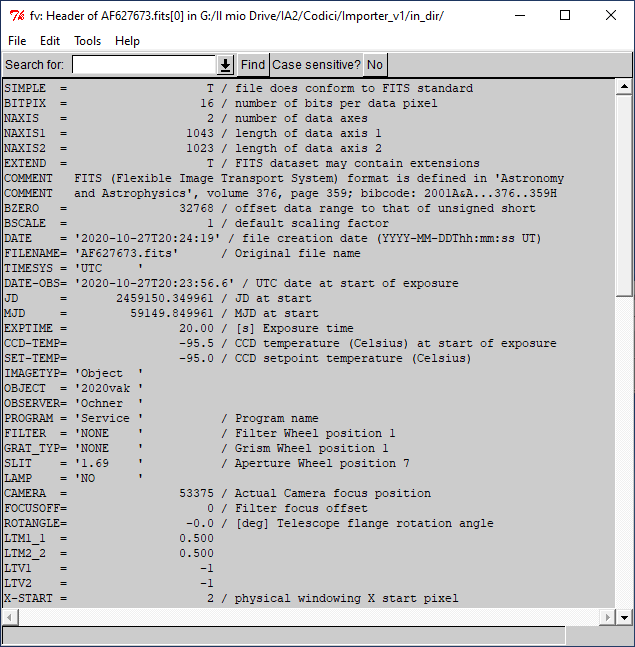 fv: Header of AF627673.fits[0] in G:/Il mio Drive/IA2/Codici/Importer_v1/in_dir/
File Edit Tools Help
Search for: Find Case sensitive? No
SIMPLE  =                    T / file does conform to FITS standard
BITPIX  =                   16 / number of bits per data pixel
NAXIS   =                    2 / number of data axes
NAXIS1  =                 1043 / length of data axis 1
NAXIS2  =                 1023 / length of data axis 2
EXTEND  =                    T / FITS dataset may contain extensions
COMMENT   FITS (Flexible Image Transport System) format is defined in 'Astronomy
COMMENT   and Astrophysics', volume 376, page 359; bibcode: 2001A&A...376..359H
BZERO   =                32768 / offset data range to that of unsigned short
BSCALE  =                    1 / default scaling factor
DATE    = '2020-10-27T20:24:19' / file creation date (YYYY-MM-DDThh:mm:ss UT)
FILENAME= 'AF627673.fits'      / Original file name
TIMESYS = 'UTC     '
DATE-OBS= '2020-10-27T20:23:56.6' / UTC date at start of exposure
JD      =       2459150.349961 / JD at start
MJD     =         59149.849961 / MJD at start
EXPTIME =                20.00 / [s] Exposure time
CCD-TEMP=                -95.5 / CCD temperature (Celsius) at start of exposure
SET-TEMP=                -95.0 / CCD setpoint temperature (Celsius)
IMAGETYP= 'Object  '
OBJECT  = '2020vak '
OBSERVER= 'Ochner  '
PROGRAM = 'Service '           / Program name
FILTER  = 'NONE    '           / Filter Wheel position 1
GRAT_TYP= 'NONE    '           / Grism Wheel position 1
SLIT    = '1.69    '           / Aperture Wheel position 7
LAMP    = 'NO      '
CAMERA  =                53375 / Actual Camera focus position
FOCUSOFF=                    0 / Filter focus offset
ROTANGLE=                 -0.0 / [deg] Telescope flange rotation angle
LTM1_1  =                0.500
LTM2_2  =                0.500
LTV1    =                   -1
LTV2    =                   -1
X-START =                    2 / physical windowing X start pixel